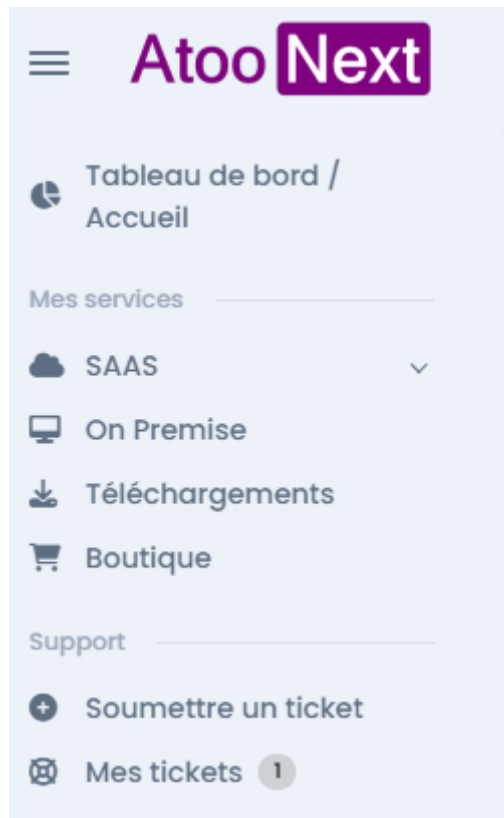 Atoo Next
Tableau de bord /
Accueil
Mes services
SAAS
On Premise
Téléchargements
Boutique
Support
Soumettre un ticket
Mes tickets 1